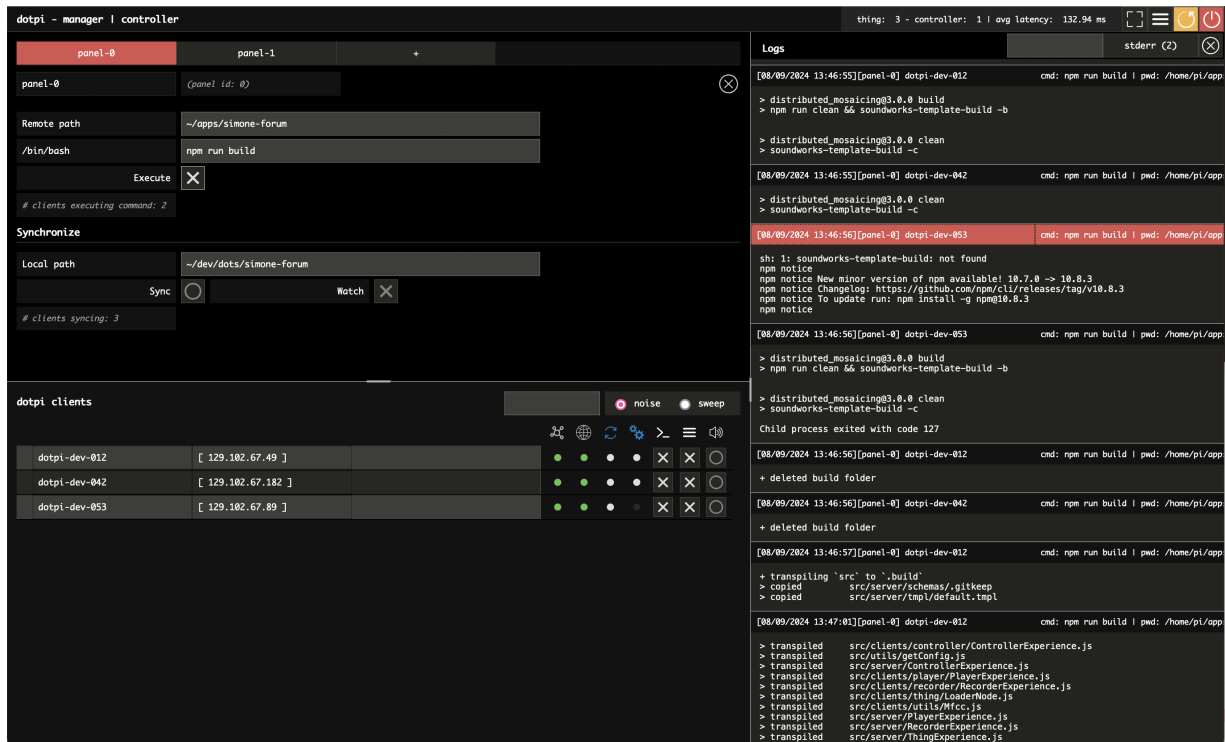 dotpi - manager | controller
thing: 3 - controller: 1 | avg latency: 132.94 ms
panel-0
panel-1
+
panel-0
(panel id: 0)
Remote path
~/apps/simone-forum
/bin/bash
npm run build
Execute
# clients executing command: 2
Synchronize
Local path
~/dev/dots/simone-forum
Sync
Watch
# clients syncing: 3
dotpi clients
noise
sweep
dotpi-dev-012 [ 129.102.67.49 ]
dotpi-dev-042 [ 129.102.67.182 ]
dotpi-dev-053 [ 129.102.67.89 ]
Logs
stderr (2)
[08/09/2024 13:46:55][panel-0] dotpi-dev-012 cmd: npm run build | pwd: /home/pi/app
> distributed_mosaicing@3.0.0 build
> npm run clean && soundworks-template-build -b
> distributed_mosaicing@3.0.0 clean
> soundworks-template-build -c
[08/09/2024 13:46:55][panel-0] dotpi-dev-042 cmd: npm run build | pwd: /home/pi/app
> distributed_mosaicing@3.0.0 clean
> soundworks-template-build -c
[08/09/2024 13:46:56][panel-0] dotpi-dev-053 cmd: npm run build | pwd: /home/pi/app
sh: 1: soundworks-template-build: not found
npm notice
npm notice New minor version of npm available! 10.7.0 -> 10.8.3
npm notice Changelog: https://github.com/npm/cli/releases/tag/v10.8.3
npm notice To update run: npm install -g npm@10.8.3
npm notice
[08/09/2024 13:46:56][panel-0] dotpi-dev-053 cmd: npm run build | pwd: /home/pi/app
> distributed_mosaicing@3.0.0 build
> npm run clean && soundworks-template-build -b
> distributed_mosaicing@3.0.0 clean
> soundworks-template-build -c
Child process exited with code 127
[08/09/2024 13:46:56][panel-0] dotpi-dev-012 cmd: npm run build | pwd: /home/pi/app
+ deleted build folder
[08/09/2024 13:46:56][panel-0] dotpi-dev-042 cmd: npm run build | pwd: /home/pi/app
+ deleted build folder
[08/09/2024 13:46:57][panel-0] dotpi-dev-012 cmd: npm run build | pwd: /home/pi/app
+ transpiling `src` to `.build`
> copied src/server/schemas/.gitkeep
> copied src/server/tmpl/default.tmpl
[08/09/2024 13:47:01][panel-0] dotpi-dev-012 cmd: npm run build | pwd: /home/pi/app
> transpiled src/clients/controller/ControllerExperience.js
> transpiled src/utils/getConfig.js
> transpiled src/server/ControllerExperience.js
> transpiled src/clients/player/PlayerExperience.js
> transpiled src/clients/recorder/RecorderExperience.js
> transpiled src/clients/thing/LoaderNode.js
> transpiled src/clients/utils/Mfcc.js
> transpiled src/server/PlayerExperience.js
> transpiled src/server/RecorderExperience.js
> transpiled src/server/ThingExperience.js